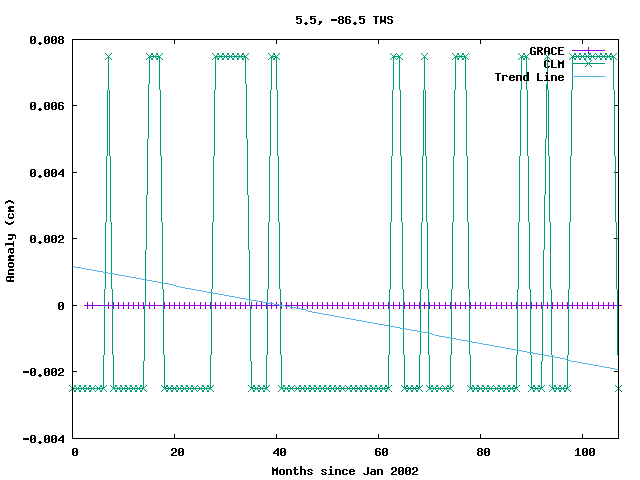 5.5, -86.5 TWS
GRACE
CLM
Trend Line
0.008
0.006
0.004
0.002
0
-0.002
-0.004
Anomaly (cm)
0 20 40 60 80 100
Months since Jan 2002